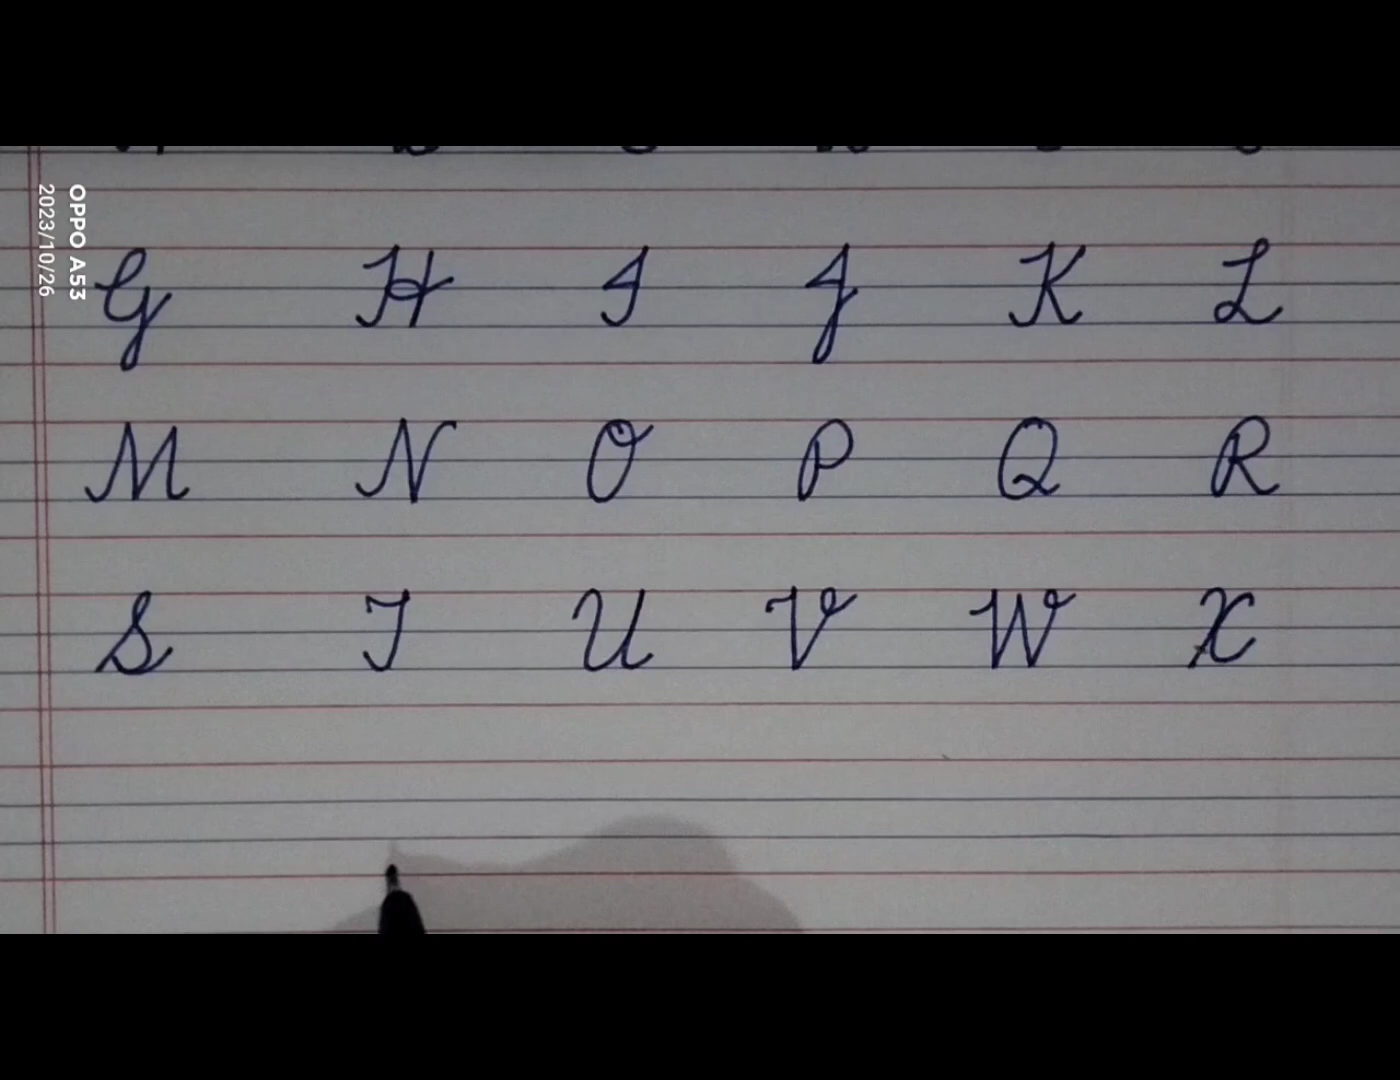 OPPO A53
2023/10/26
G H I J K L
M N O P Q R
S T U V W X